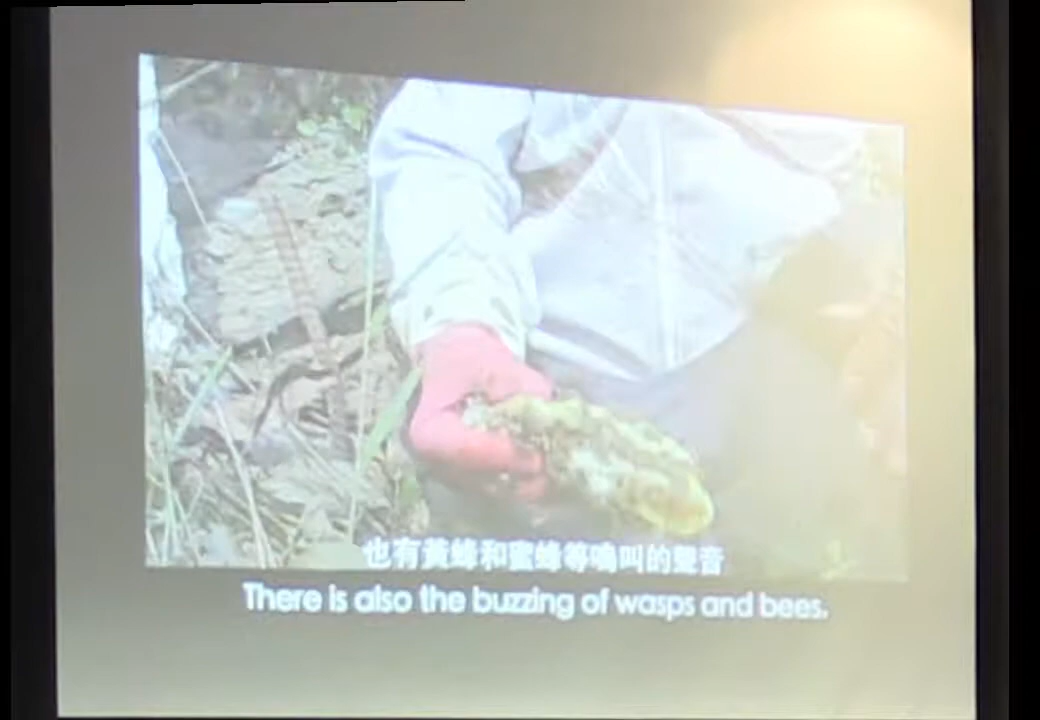 也有黃蜂和蜜蜂等鳴叫的聲音
There is also the buzzing of wasps and bees.